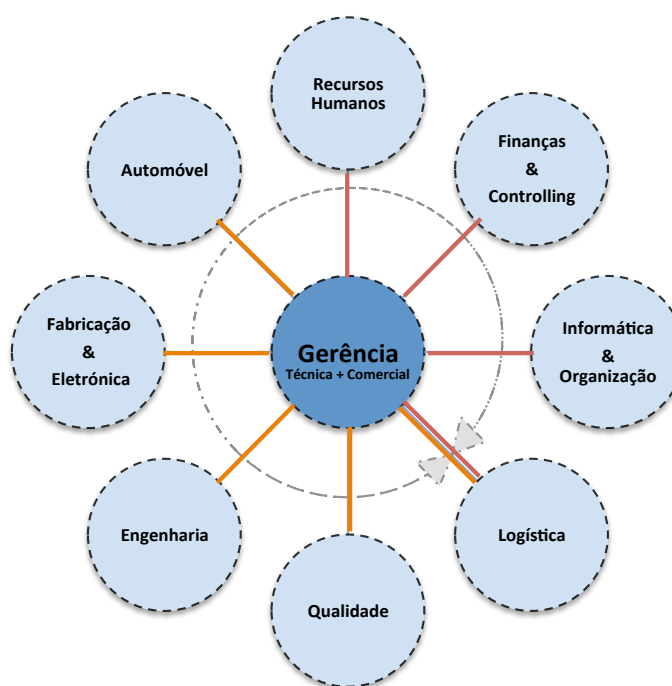 Recursos
Humanos
Finanças
&
Controlling
Automóvel
Fabricação
&
Eletrónica
Gerência
Técnica + Comercial
Informática
&
Organização
Engenharia
Logística
Qualidade